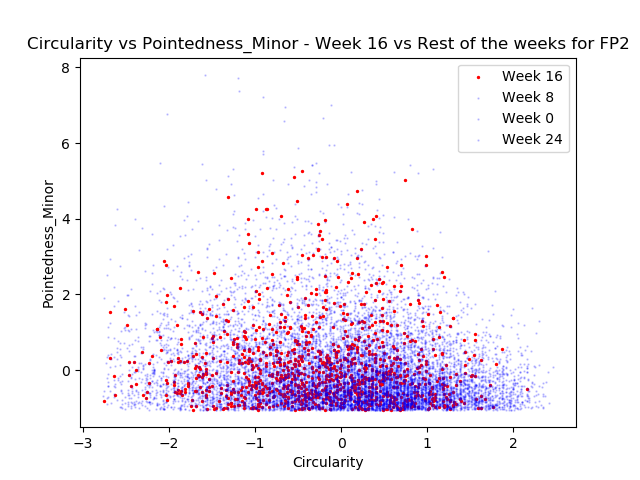 Circularity vs Pointedness_Minor - Week 16 vs Rest of the weeks for FP2
Week 16
Week 8
Week 0
Week 24
8
6
4
2
0
Pointedness_Minor
−3
−2
−1
0
1
2
Circularity